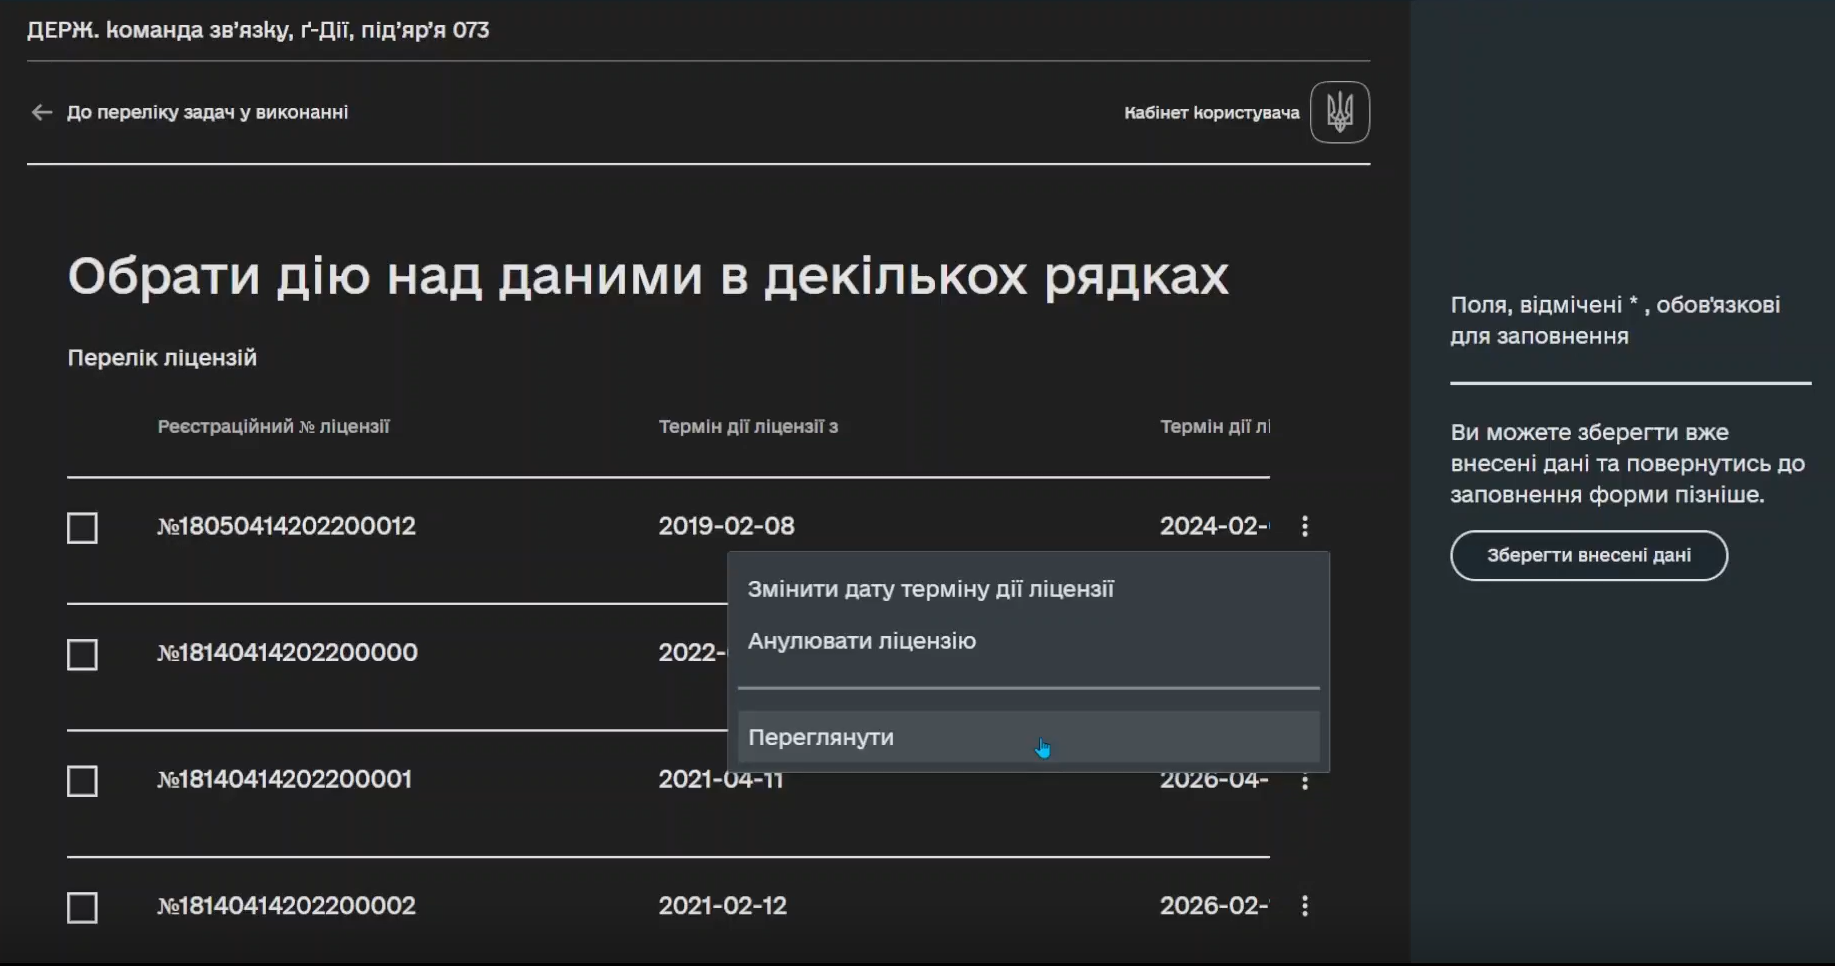 ДЕРЖ. команда зв’язку, ґ-Дії, під’яр’я 073
До переліку задач у виконанні
Кабінет користувача
Обрати дію над даними в декількох рядках
Перелік ліцензій
Реєстраційний № ліцензії Термін дії ліцензії з Термін дії лі
№18050414202200012 2019-02-08 2024-02-
Змінити дату терміну дії ліцензії
Анулювати ліцензію
№18140414202200000 2022-
Переглянути
№18140414202200001 2021-04-11 2026-04-
№18140414202200002 2021-02-12 2026-02-
Поля, відмічені * , обов'язкові
для заповнення
Ви можете зберегти вже
внесені дані та повернутись до
заповнення форми пізніше.
Зберегти внесені дані